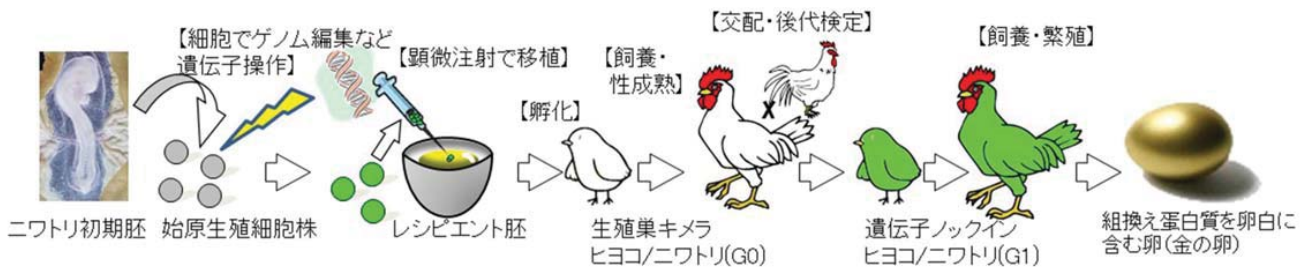 【細胞でゲノム編集など
遺伝子操作】
【顕微注射で移植】
【孵化】
【飼養・
性成熟】
【交配・後代検定】
【飼養・繁殖】
X
ニワトリ初期胚
始原生殖細胞株
レシピエント胚
生殖巣キメラ
ヒヨコ/ニワトリ(G0)
遺伝子ノックイン
ヒヨコ/ニワトリ(G1)
組換え蛋白質を卵白に
含む卵(金の卵)